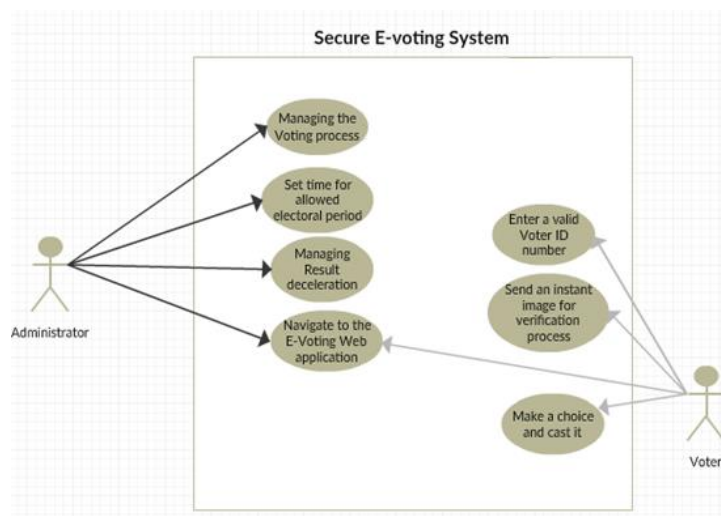 Secure E-voting System
Managing the
Voting process
Set time for
allowed
electoral period
Managing
Result
deceleration
Navigate to the
E-Voting Web
application
Administrator
Enter a valid
Voter ID
number
Send an instant
image for
verification
process
Make a choice
and cast it
Voter